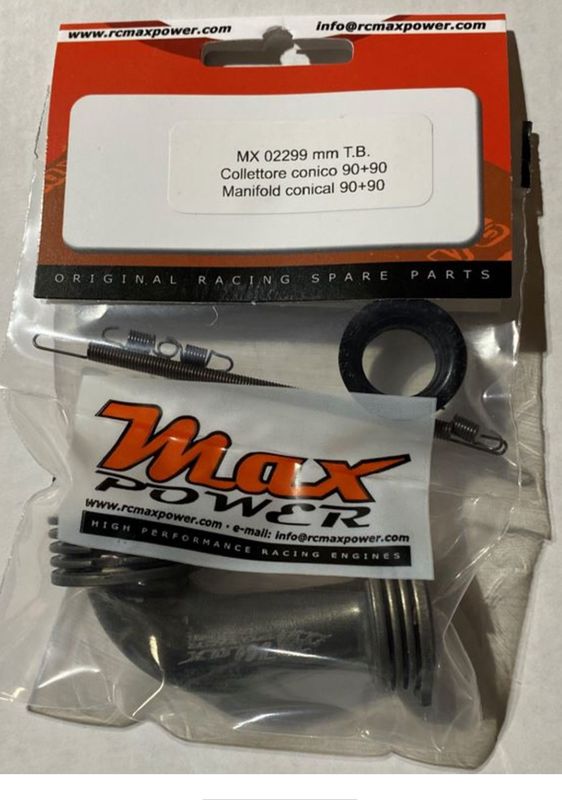 www.rcmaxpower.com
info@rcmaxpower.com
MX 02299 mm T.B.
Collettore conico 90+90
Manifold conical 90+90
ORIGINAL RACING SPARE PARTS
max
POWER
www.rcmaxpower.com • e-mail: info@rcmaxpower.com
HIGH PERFORMANCE RACING ENGINES